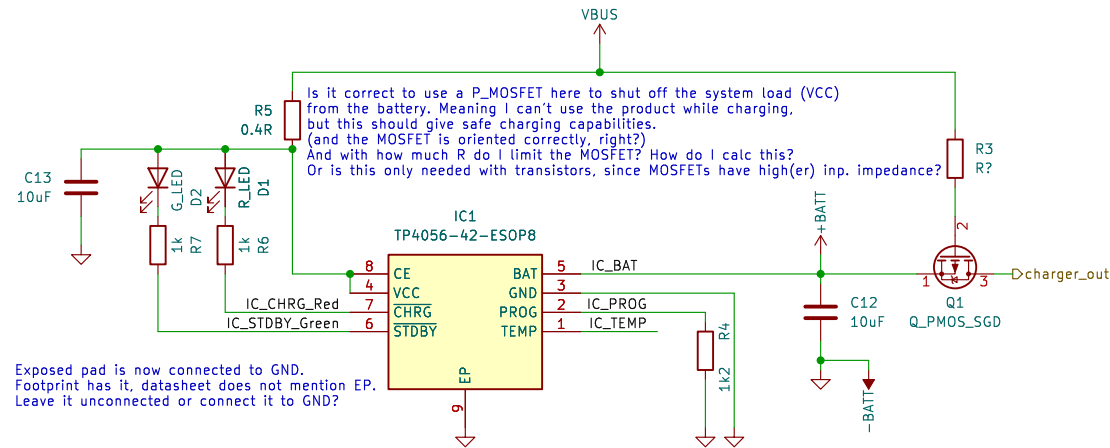 VBUS
Is it correct to use a P_MOSFET here to shut off the system load (VCC)
from the battery. Meaning I can't use the product while charging,
but this should give safe charging capabilities.
(and the MOSFET is oriented correctly, right?)
And with how much R do I limit the MOSFET? How do I calc this?
Or is this only needed with transistors, since MOSFETs have high(er) inp. impedance?
R5
0.4R
R3
R?
C13
10uF
G_LED
D2
R_LED
D1
1k
R7
1k
R6
IC1
TP4056-42-ESOP8
8 CE
4 VCC
7 CHRG
6 STDBY
BAT 5
GND 3
PROG 2
TEMP 1
EP
9
IC_CHRG_Red
IC_STDBY_Green
IC_BAT
IC_PROG
IC_TEMP
R4
1k2
+BATT
C12
10uF
-BATT
1
2
3
Q1
Q_PMOS_SGD
charger_out
Exposed pad is now connected to GND.
Footprint has it, datasheet does not mention EP.
Leave it unconnected or connect it to GND?